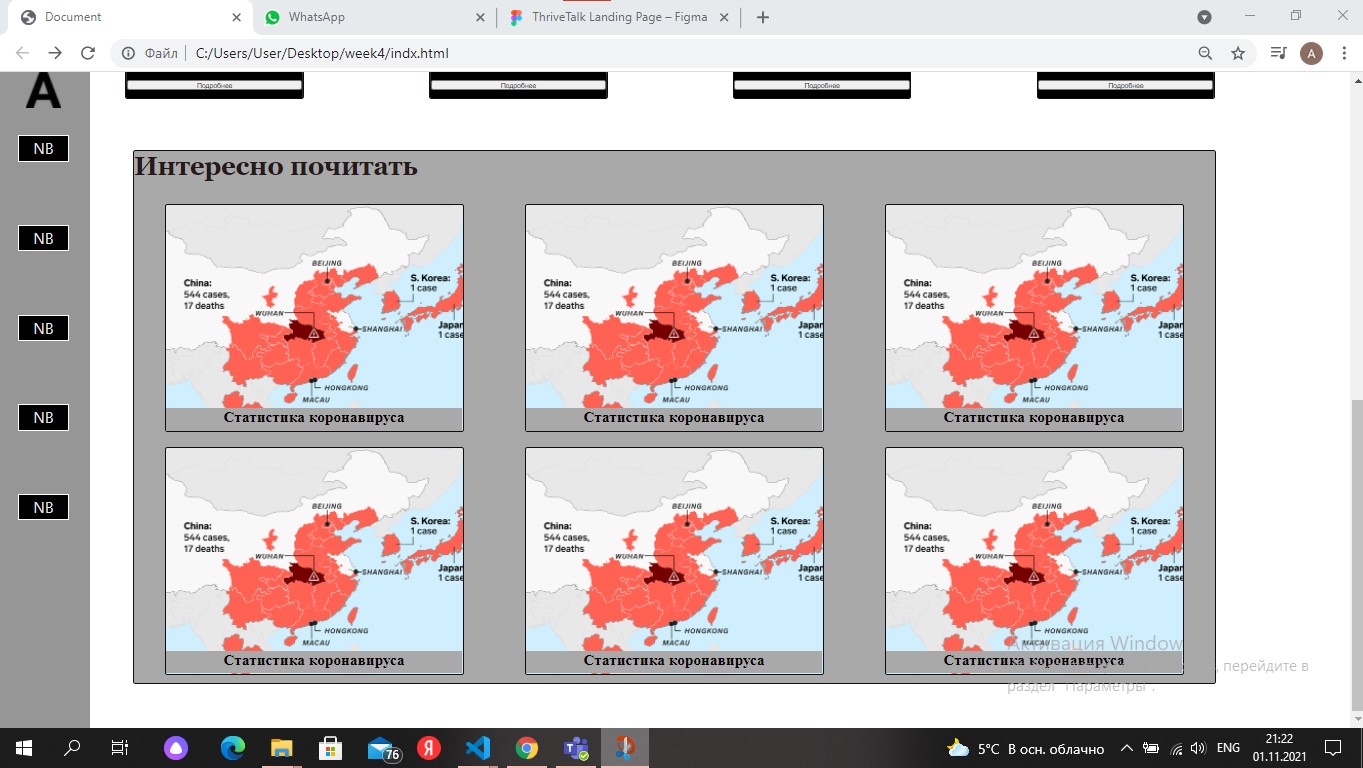 Document
WhatsApp
ThriveTalk Landing Page – Figma
Файл
C:/Users/User/Desktop/week4/indx.html
A
A
Подробнее
Подробнее
Подробнее
Подробнее
NB
NB
NB
NB
NB
Интересно почитать
BEIJING
China:
544 cases,
17 deaths
S. Korea:
1 case
WUHAN
SHANGHAI
Japan
1 case
HONGKONG
MACAU
Статистика коронавируса
BEIJING
China:
544 cases,
17 deaths
S. Korea:
1 case
WUHAN
SHANGHAI
Japan
1 case
HONGKONG
MACAU
Статистика коронавируса
BEIJING
China:
544 cases,
17 deaths
S. Korea:
1 case
WUHAN
SHANGHAI
Japan
1 case
HONGKONG
MACAU
Статистика коронавируса
BEIJING
China:
544 cases,
17 deaths
S. Korea:
1 case
WUHAN
SHANGHAI
Japan
1 case
HONGKONG
MACAU
Статистика коронавируса
BEIJING
China:
544 cases,
17 deaths
S. Korea:
1 case
WUHAN
SHANGHAI
Japan
1 case
HONGKONG
MACAU
Статистика коронавируса
BEIJING
China:
544 cases,
17 deaths
S. Korea:
1 case
WUHAN
SHANGHAI
Japan
1 case
HONGKONG
MACAU
Статистика коронавируса
Активация Window
, перейдите в
раздел "Параметры".
76
Я
5°C В осн. облачно
ENG
21:22
01.11.2021